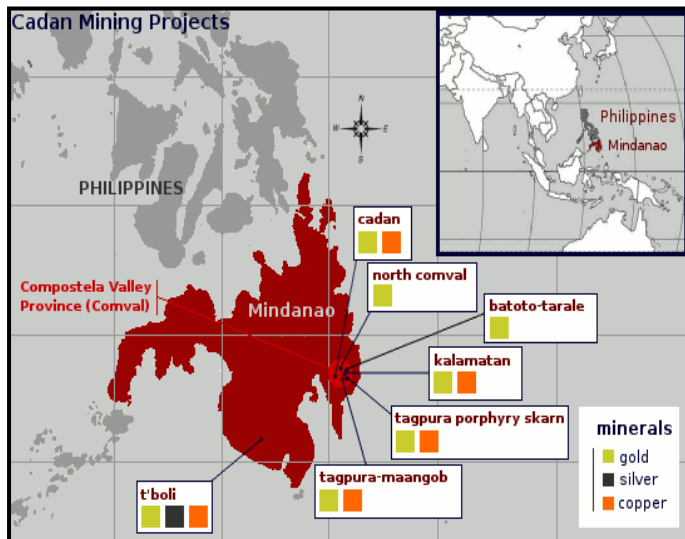 Cadan Mining Projects
Philippines
Mindanao
N
W
E
S
PHILIPPINES
cadan
north comval
Compostela Valley
Province (Comval)
Mindanao
batoto-tarale
kalamatan
tagpura porphyry skarn
minerals
gold
silver
copper
tagpura-maangob
t'boli